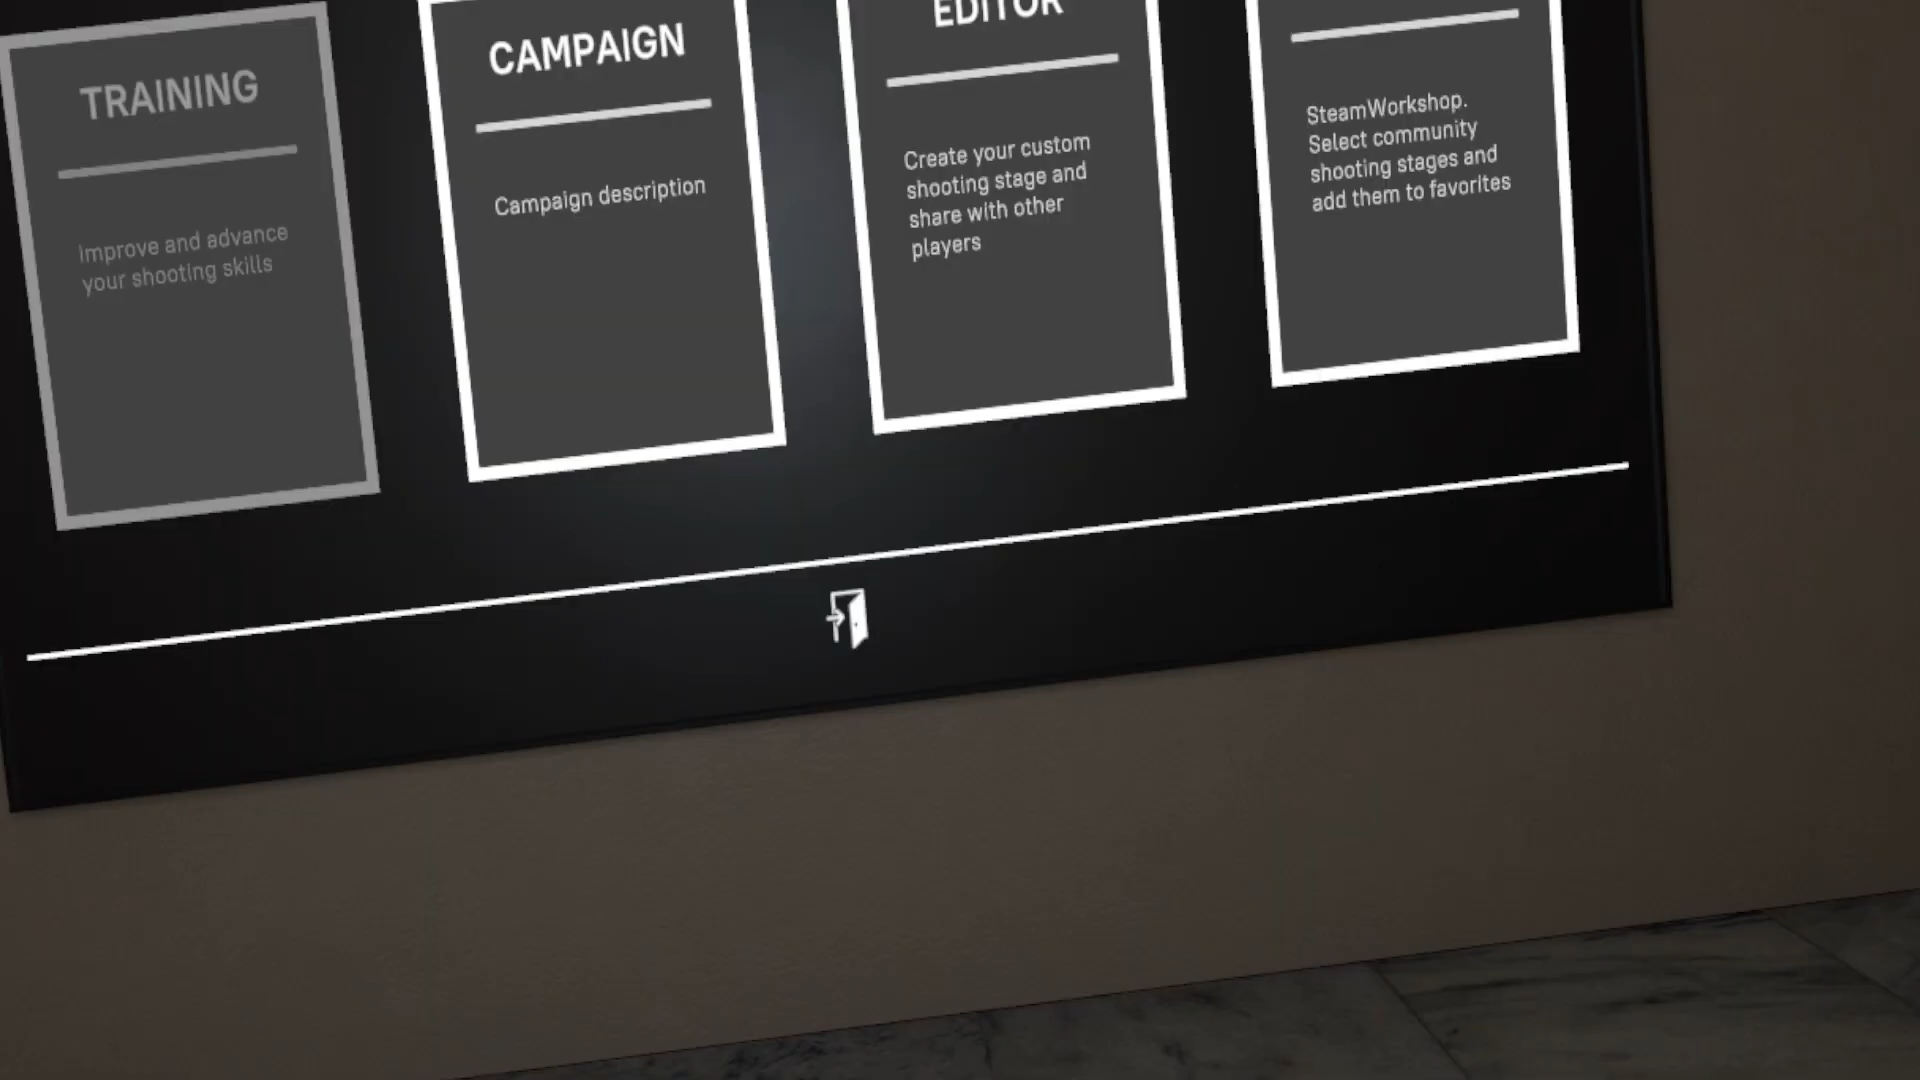 TRAINING
Improve and advance
your shooting skills
CAMPAIGN
Campaign description
EDITOR
Create your custom
shooting stage and
share with other
players
SteamWorkshop.
Select community
shooting stages and
add them to favorites